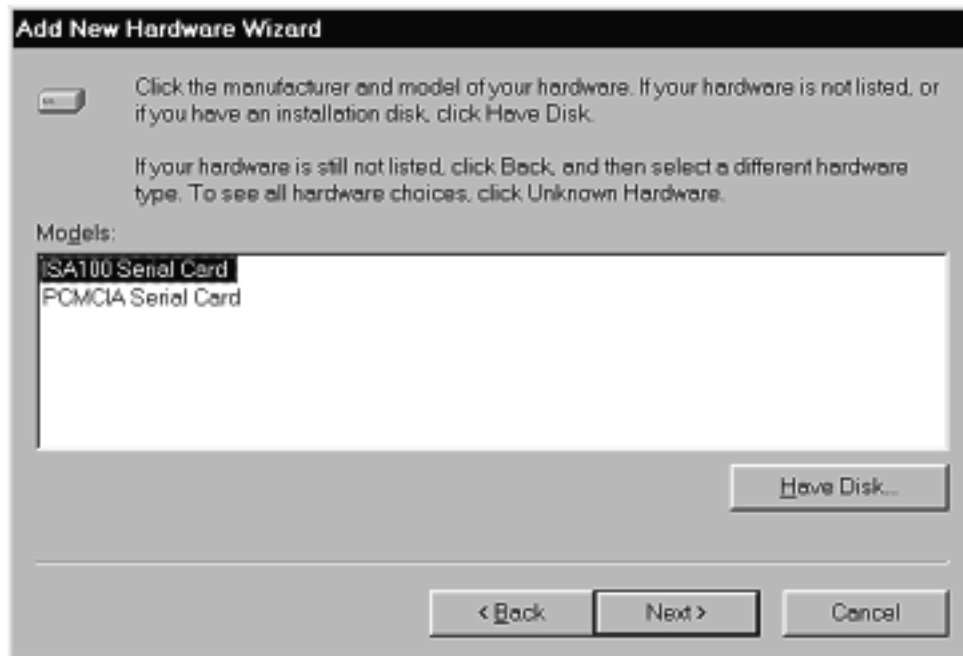 Add New Hardware Wizard
Click the manufacturer and model of your hardware. If your hardware is not listed, or
if you have an installation disk, click Have Disk.
If your hardware is still not listed, click Back, and then select a different hardware
type. To see all hardware choices, click Unknown Hardware.
Models:
ISA100 Serial Card
PCMCIA Serial Card
Have Disk...
< Back
Next >
Cancel